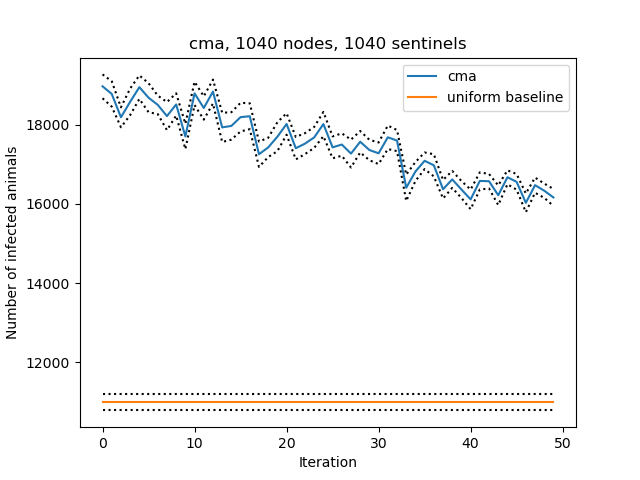 cma, 1040 nodes, 1040 sentinels
cma
uniform baseline
Number of infected animals
18000
16000
14000
12000
0 10 20 30 40 50
Iteration